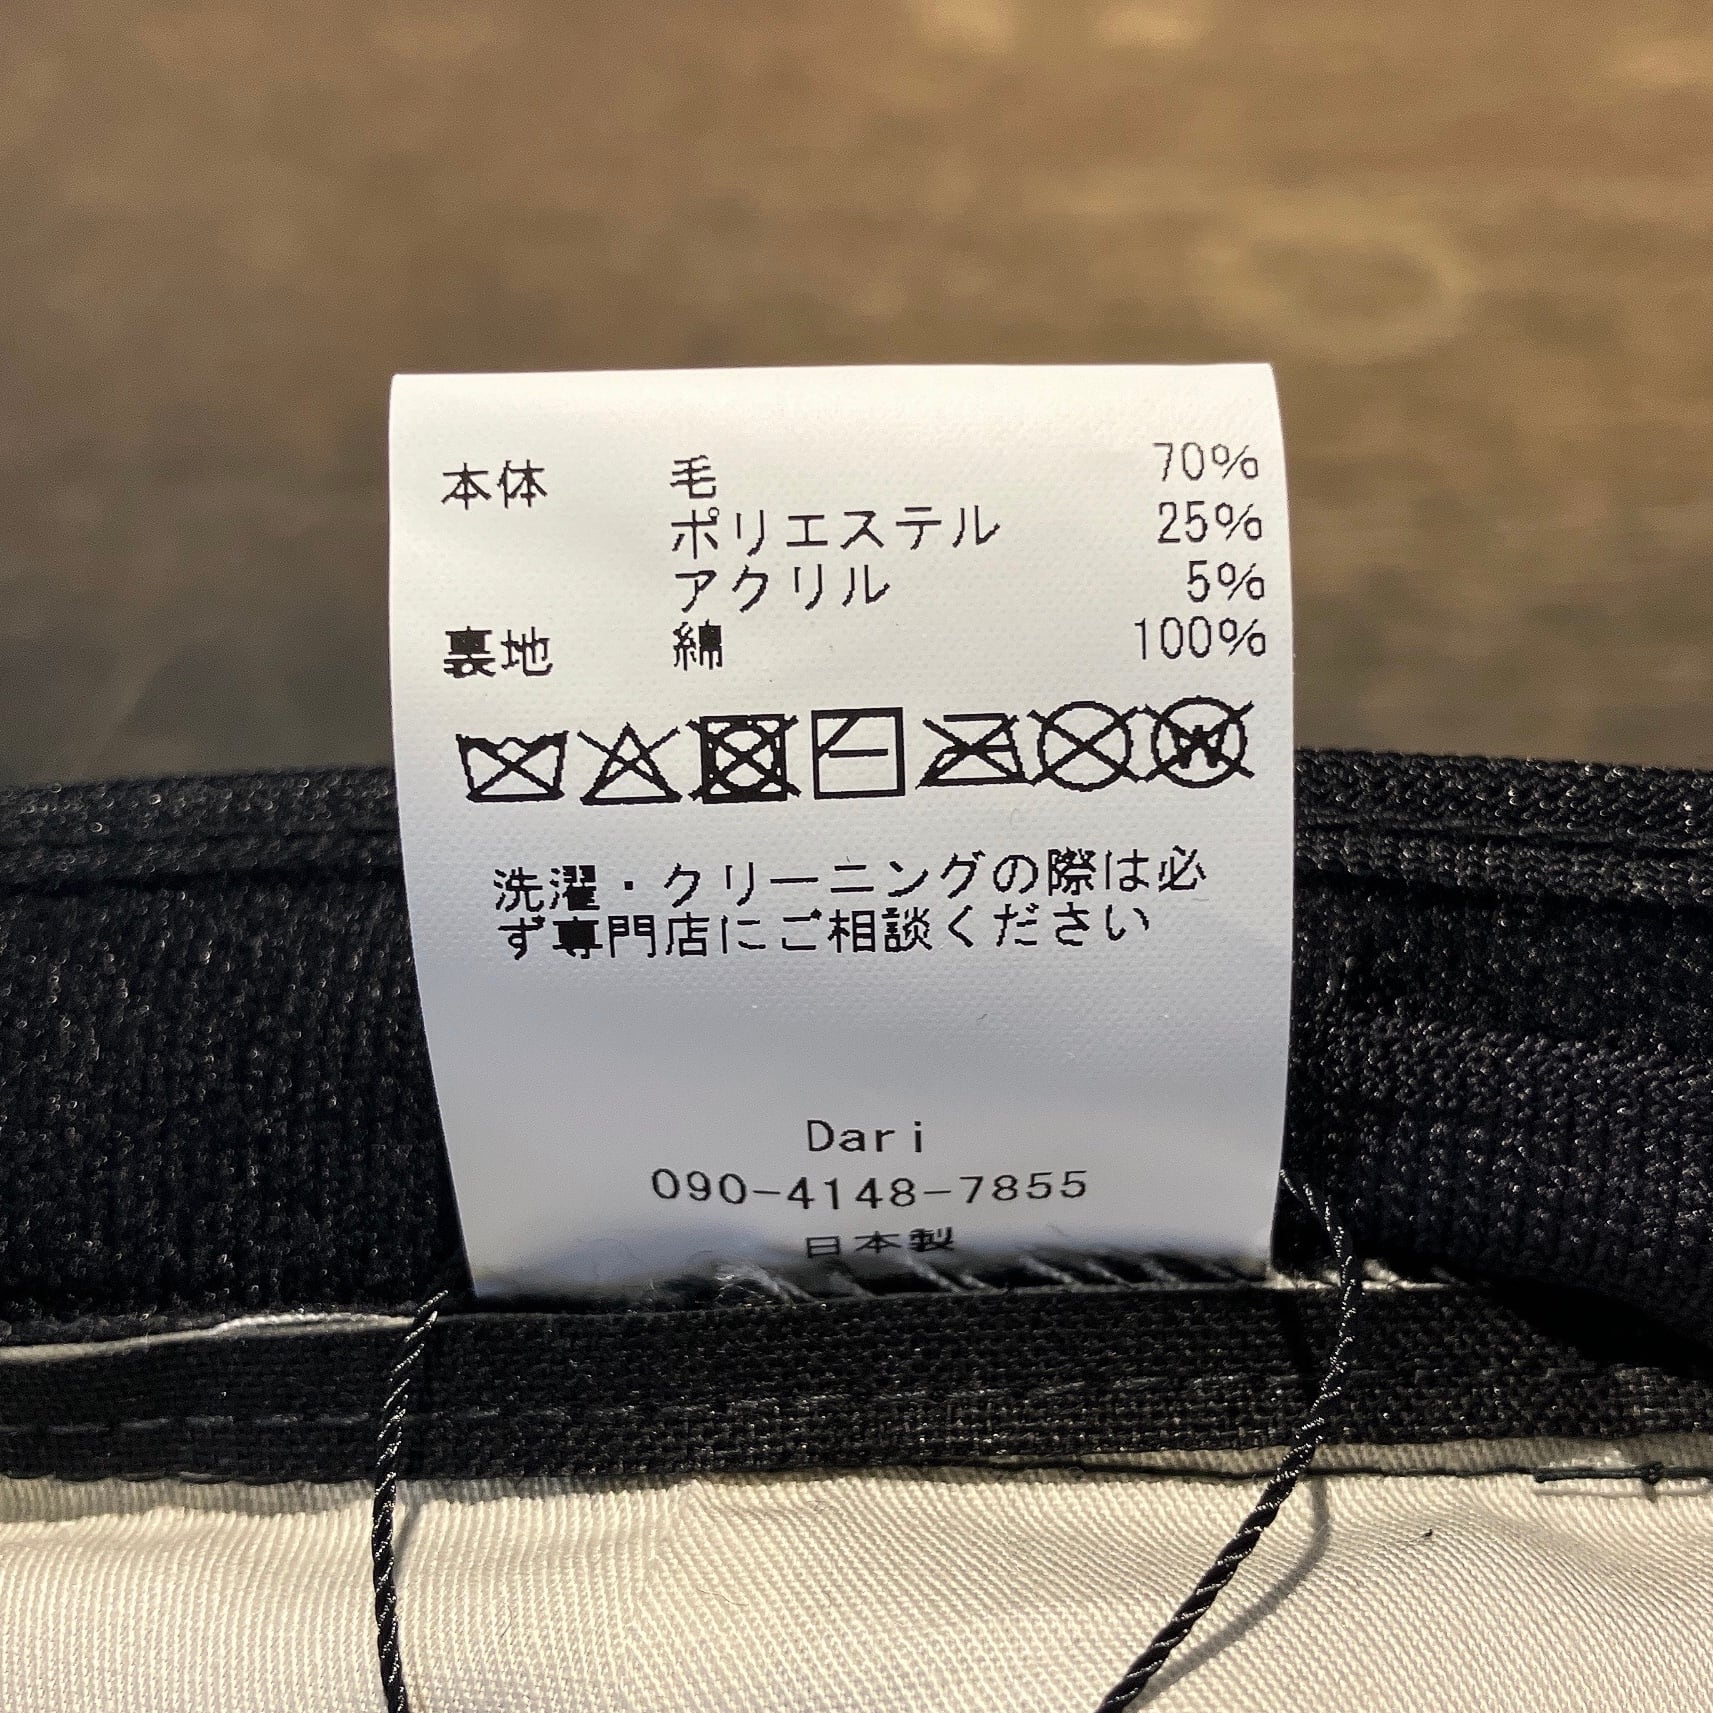 本体 毛 70%
ポリエステル 25%
アクリル 5%
裏地 綿 100%
W
洗濯・クリーニングの際は必
ず専門店にご相談ください
Dari
090-4148-7855
日本製